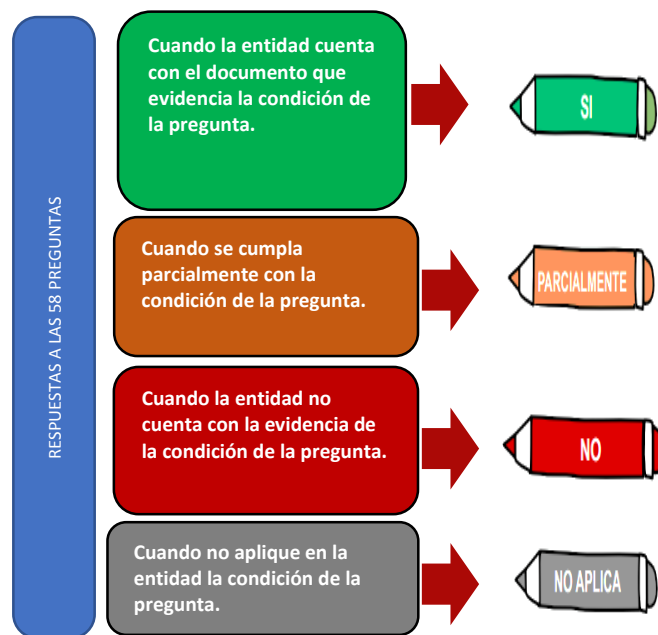 RESPUESTAS A LAS 58 PREGUNTAS
Cuando la entidad cuenta
con el documento que
evidencia la condición de
la pregunta.
SI
Cuando se cumpla
parcialmente con la
condición de la pregunta.
PARCIALMENTE
Cuando la entidad no
cuenta con la evidencia de
la condición de la pregunta.
NO
Cuando no aplique en la
entidad la condición de la
pregunta.
NO APLICA